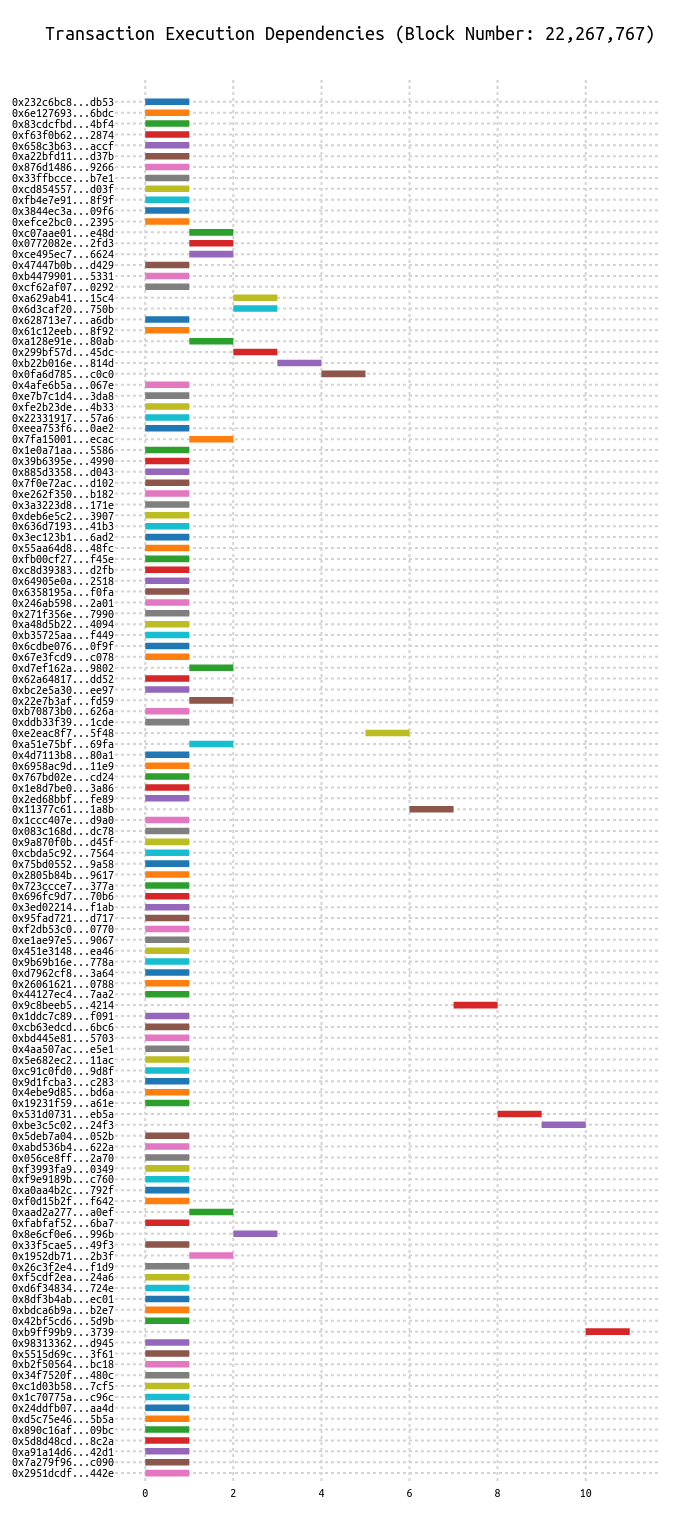 Transaction Execution Dependencies (Block Number: 22,267,767)
0x232c6bc8...db53
0x6e127693...6bdc
0x83cdcfbd...4bf4
0xf63f0b62...2874
0x658c3b63...accf
0xa22bfd11...d37b
0x876d1486...9266
0x33ffbcce...b7e1
0xcd854557...d03f
0xfb4e7e91...8f9f
0x3844ec3a...09f6
0xefce2bc0...2395
0xc07aae01...e48d
0x0772082e...2fd3
0xce495ec7...6624
0x47447b0b...d429
0xb4479901...5331
0xcf62af07...0292
0xa629ab41...15c4
0x6d3caf20...750b
0x628713e7...a6db
0x61c12eeb...8f92
0xa128e91e...80ab
0x299bf57d...45dc
0xb22b016e...814d
0x0fa6d785...c0c0
0x4afe6b5a...067e
0xe7b7c1d4...3da8
0xfe2b23de...4b33
0x22331917...57a6
0xeea753f6...0ae2
0x7fa15001...ecac
0x1e0a71aa...5586
0x39b6395e...4990
0x885d3358...d043
0x7f0e72ac...d102
0xe262f350...b182
0x3a3223d8...171e
0xdeb6e5c2...3907
0x636d7193...41b3
0x3ec123b1...6ad2
0x55aa64d8...48fc
0xfb00cf27...f45e
0xc8d39383...d2fb
0x64905e0a...2518
0x6358195a...f0fa
0x246ab598...2a01
0x271f356e...7990
0xa48d5b22...4094
0xb35725aa...f449
0x6cdbe076...0f9f
0x67e3fcd9...c078
0xd7ef162a...9802
0x62a64817...dd52
0xbc2e5a30...ee97
0x22e7b3af...fd59
0xb70873b0...626a
0xddb33f39...1cde
0xe2eac8f7...5f48
0xa51e75bf...69fa
0x4d7113b8...80a1
0x6958ac9d...11e9
0x767bd02e...cd24
0x1e8d7be0...3a86
0x2ed68bbf...fe89
0x11377c61...1a8b
0x1ccc407e...d9a0
0x083c168d...dc78
0x9a870f0b...d45f
0xcbda5c92...7564
0x75bd0552...9a58
0x2805b84b...9617
0x723ccce7...377a
0x696fc9d7...70b6
0x3ed02214...f1ab
0x95fad721...d717
0xf2db53c0...0770
0xe1ae97e5...9067
0x451e3148...ea46
0x9b69b16e...778a
0xd7962cf8...3a64
0x26061621...0788
0x44127ec4...7aa2
0x9c8beeb5...4214
0x1ddc7c89...f091
0xcb63edcd...6bc6
0xbd445e81...5703
0x4aa507ac...e5e1
0x5e682ec2...11ac
0xc91c0fd0...9d8f
0x9d1fcba3...c283
0x4ebe9d85...bd6a
0x19231f59...a61e
0x531d0731...eb5a
0xbe3c5c02...24f3
0x5deb7a04...052b
0xabd536b4...622a
0x056ce8ff...2a70
0xf3993fa9...0349
0xf9e9189b...c760
0xa0aa4b2c...792f
0xf0d15b2f...f642
0xaad2a277...a0ef
0xfabfaf52...6ba7
0x8e6cf0e6...996b
0x33f5cae5...49f3
0x1952db71...2b3f
0x26c3f2e4...f1d9
0xf5cdf2ea...24a6
0xd6f34834...724e
0x8df3b4ab...ec01
0xbdca6b9a...b2e7
0x42bf5cd6...5d9b
0xb9ff99b9...3739
0x98313362...d945
0x5515d69c...3f61
0xb2f50564...bc18
0x34f7520f...480c
0xc1d03b58...7cf5
0x1c70775a...c96c
0x24ddfb07...aa4d
0xd5c75e46...5b5a
0x890c16af...09bc
0x5d8d48cd...8c2a
0xa91a14d6...42d1
0x7a279f96...c090
0x2951dcdf...442e
0 2 4 6 8 10